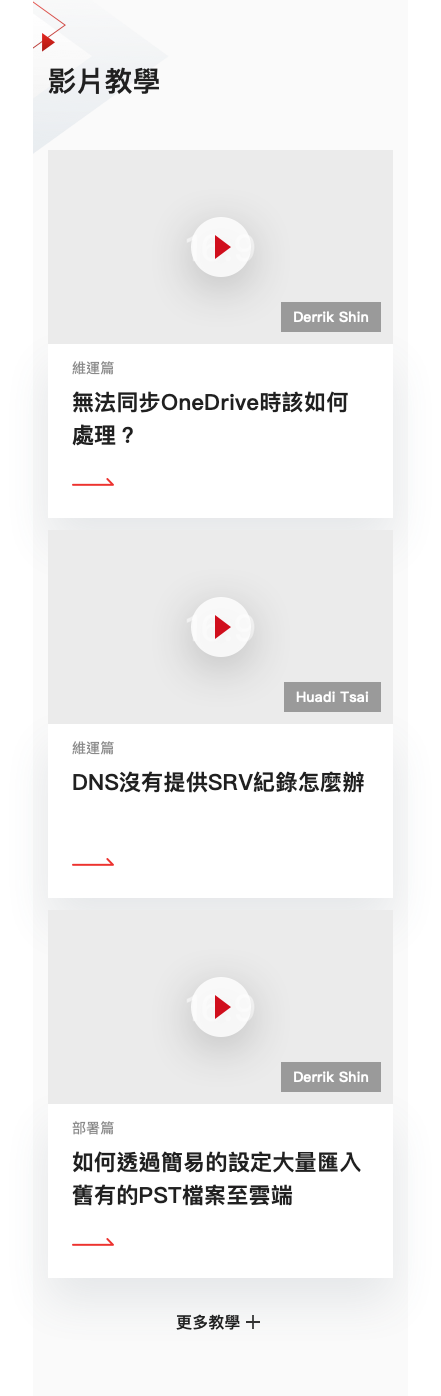 影片教學
Derrik Shin
維運篇
無法同步OneDrive時該如何
處理？
Huadi Tsai
維運篇
DNS沒有提供SRV紀錄怎麼辦
Derrik Shin
部署篇
如何透過簡易的設定大量匯入
舊有的PST檔案至雲端
更多教學